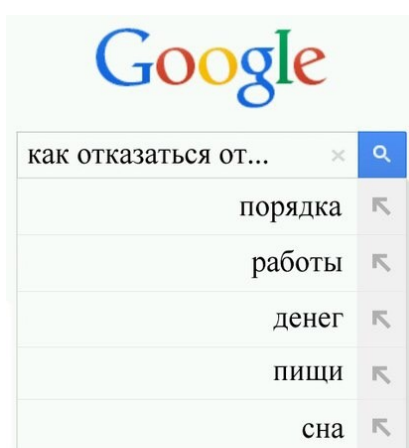 Google
как отказаться от...
порядка
работы
денег
пищи
сна